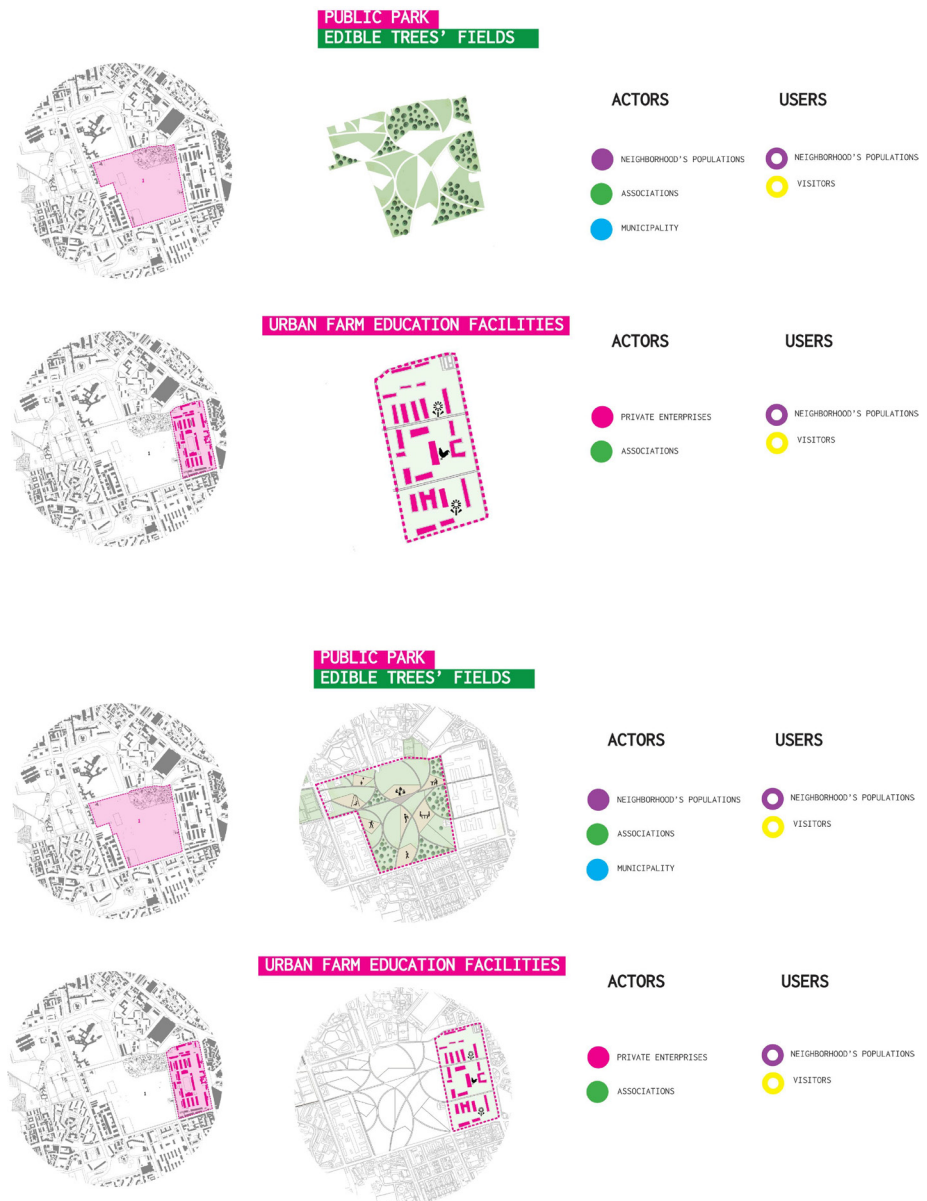 PUBLIC PARK
EDIBLE TREES' FIELDS
ACTORS
USERS
NEIGHBORHOOD'S POPULATIONS
ASSOCIATIONS
MUNICIPALITY
NEIGHBORHOOD'S POPULATIONS
VISITORS
URBAN FARM EDUCATION FACILITIES
ACTORS
USERS
PRIVATE ENTERPRISES
ASSOCIATIONS
NEIGHBORHOOD'S POPULATIONS
VISITORS
PUBLIC PARK
EDIBLE TREES' FIELDS
ACTORS
USERS
NEIGHBORHOOD'S POPULATIONS
ASSOCIATIONS
MUNICIPALITY
NEIGHBORHOOD'S POPULATIONS
VISITORS
URBAN FARM EDUCATION FACILITIES
ACTORS
USERS
PRIVATE ENTERPRISES
ASSOCIATIONS
NEIGHBORHOOD'S POPULATIONS
VISITORS